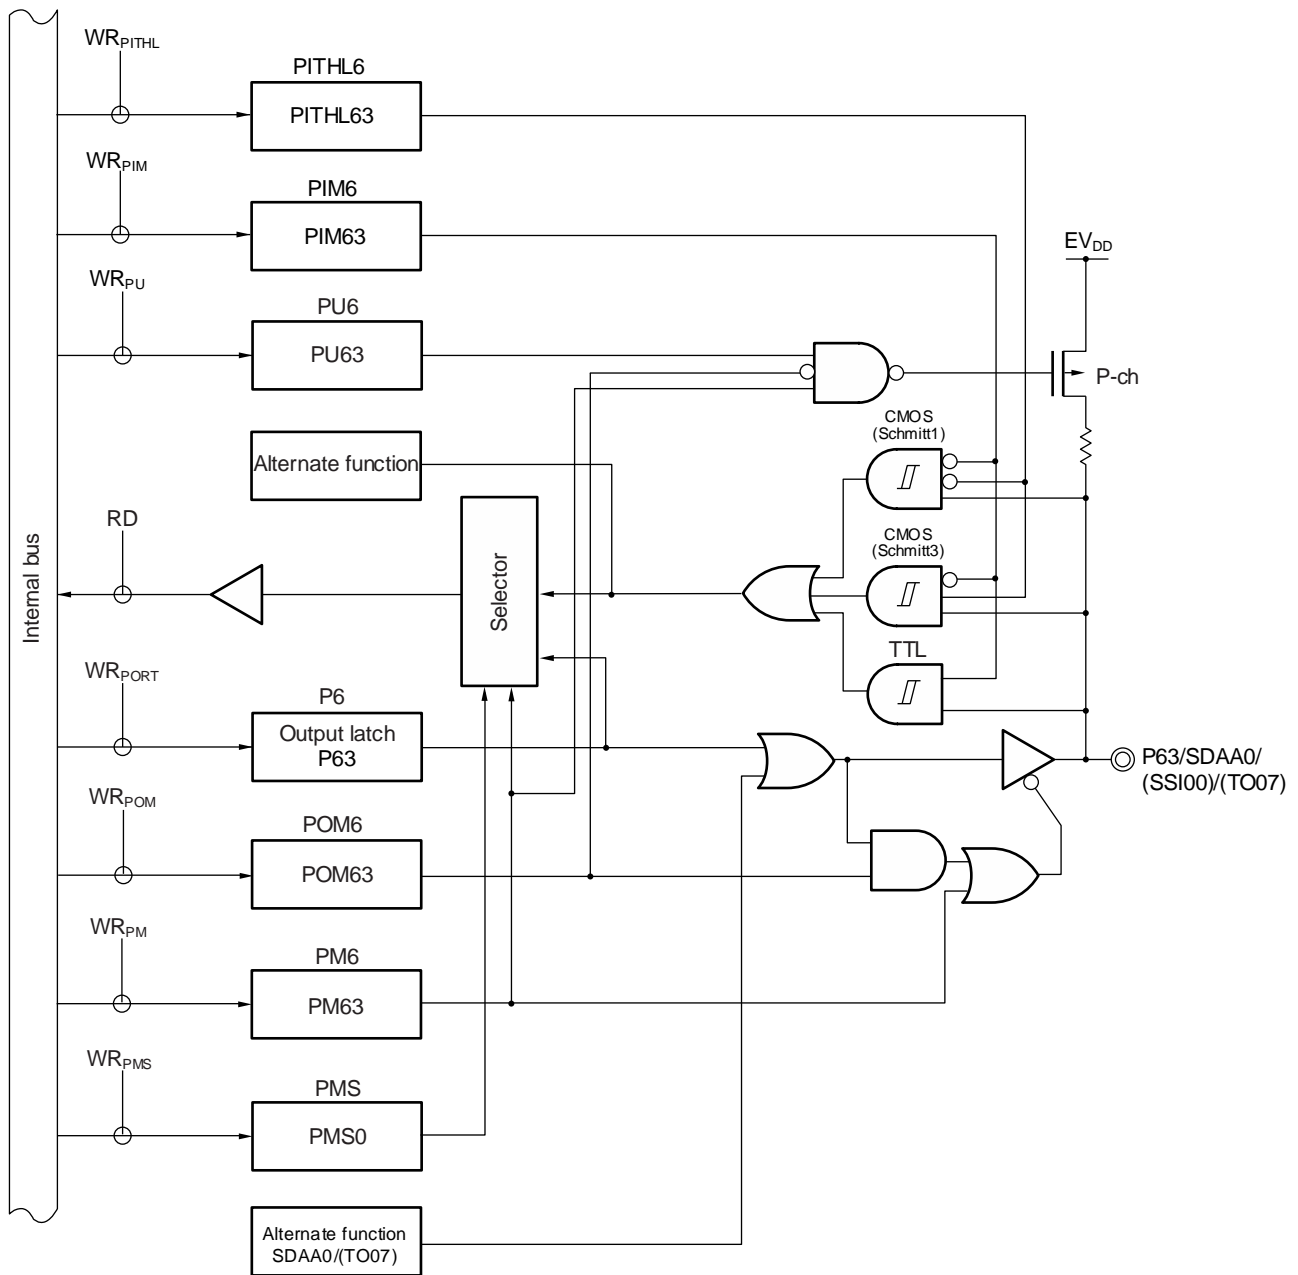 WRPITHL
PITHL6
PITHL63
WRPIM
PIM6
PIM63
EVDD
WRPU
PU6
PU63
P-ch
CMOS
(Schmitt1)
Alternate function
RD
Selector
CMOS
(Schmitt3)
Internal bus
TTL
WRPORT
P6
Output latch
P63
P63/SDAA0/
(SSI00)/(TO07)
WRPOM
POM6
POM63
WRPM
PM6
PM63
WRPMS
PMS
PMS0
Alternate function
SDAA0/(TO07)